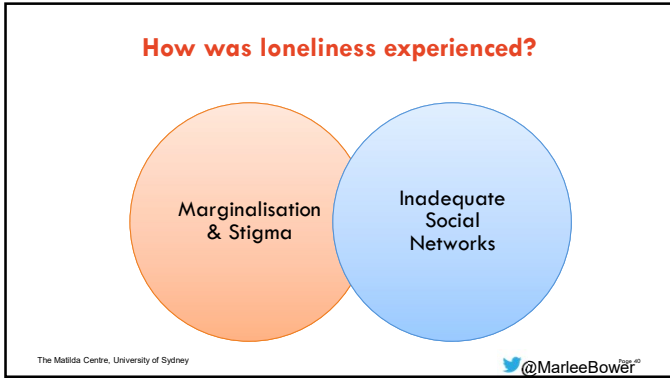 How was loneliness experienced?
Marginalisation
& Stigma
Inadequate
Social
Networks
The Matilda Centre, University of Sydney
@MarleeBower
Page 40